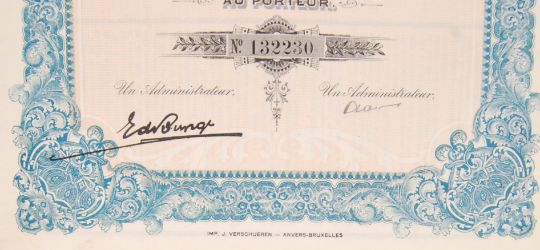 AU PORTEUR.
No. 132230
Un Administrateur, Un Administrateur,
IMP. J. VERSCHUEREN — ANVERS-BRUXELLES